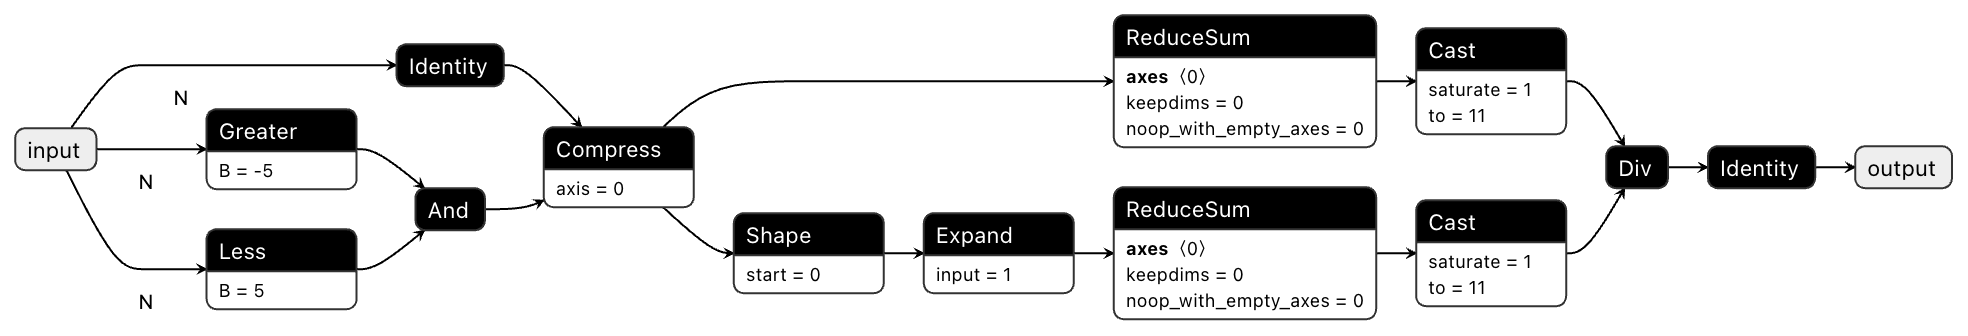 input
N
N
N
Identity
Greater
B = -5
Less
B = 5
And
Compress
axis = 0
Shape
start = 0
Expand
input = 1
ReduceSum
axes 〈0〉
keepdims = 0
noop_with_empty_axes = 0
ReduceSum
axes 〈0〉
keepdims = 0
noop_with_empty_axes = 0
Cast
saturate = 1
to = 11
Cast
saturate = 1
to = 11
Div
Identity
output